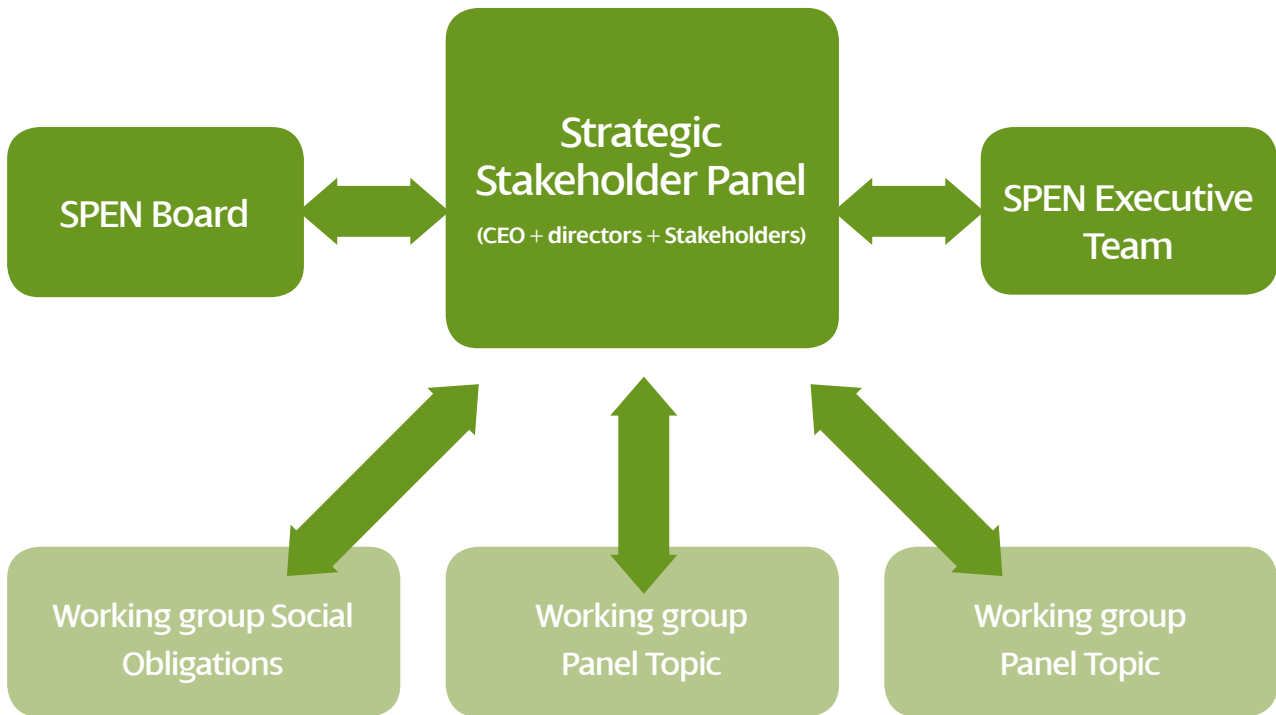 Strategic
Stakeholder Panel
(CEO + directors + Stakeholders)
SPEN Board
SPEN Executive
Team
Working group Social
Obligations
Working group
Panel Topic
Working group
Panel Topic